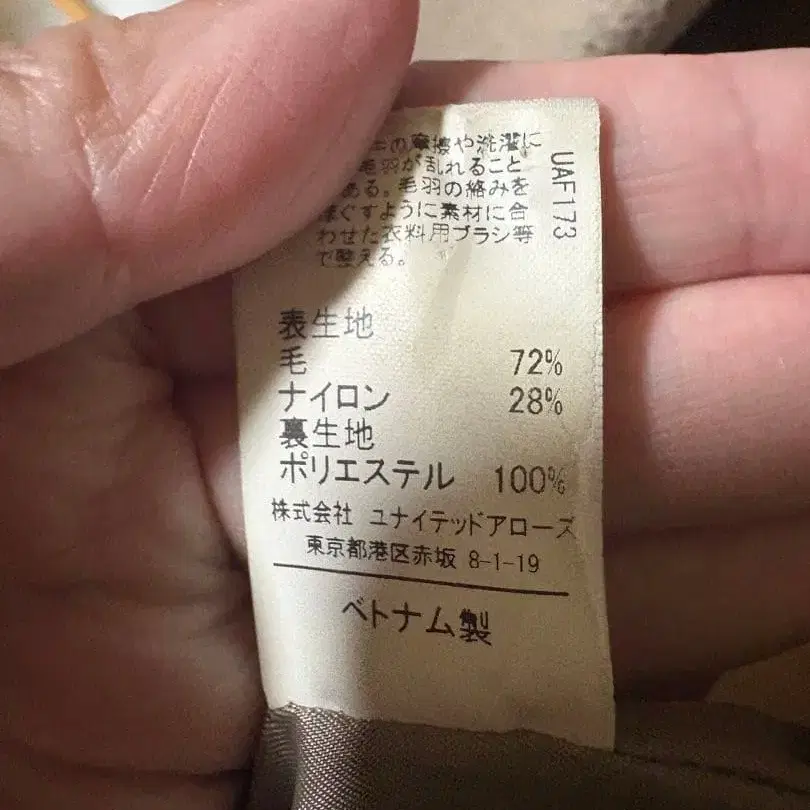 の摩擦や洗濯に
毛羽が乱れること
ある。毛羽の絡みを
ぐすように素材に合
わせた衣料用ブラシ等
で整える。
UAF173
表生地
毛 72%
ナイロン 28%
裏生地
ポリエステル 100%
株式会社 ユナイテッドアローズ
東京都港区赤坂 8-1-19
ベトナム製